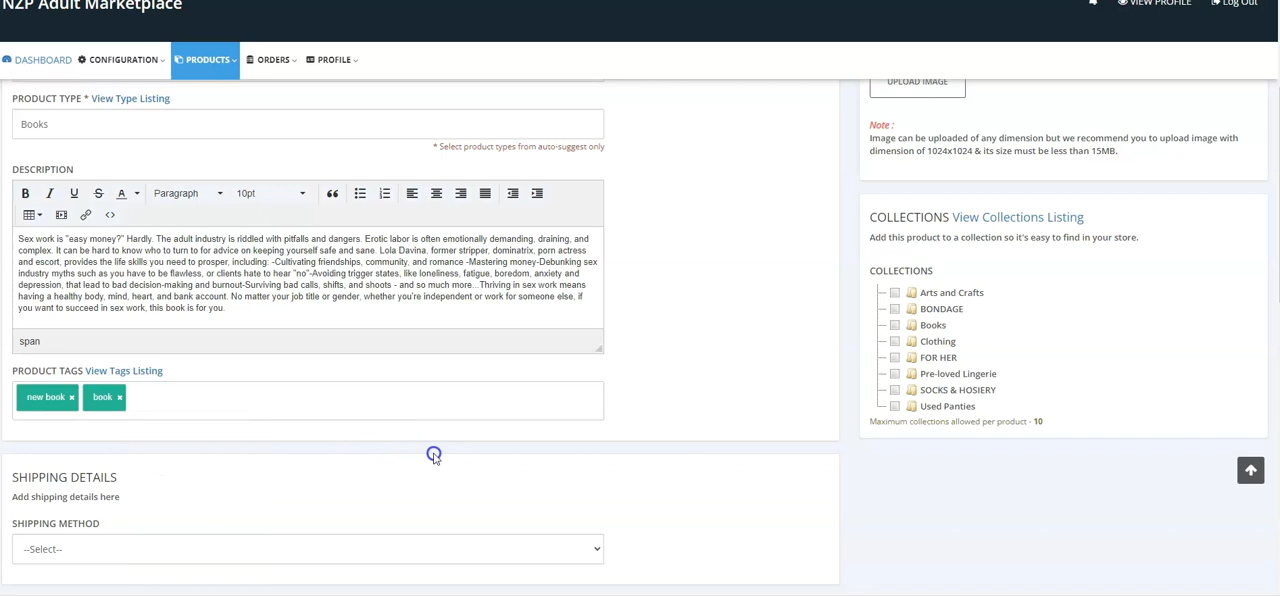 NZP Adult Marketplace
VIEW PROFILE
Log Out
DASHBOARD
CONFIGURATION
PRODUCTS
ORDERS
PROFILE
PRODUCT TYPE * View Type Listing
Books
* Select product types from auto-suggest only
DESCRIPTION
B I U S A Paragraph 10pt
Sex work is "easy money?" Hardly. The adult industry is riddled with pitfalls and dangers. Erotic labor is often emotionally demanding, draining, and
complex. It can be hard to know who to turn to for advice on keeping yourself safe and sane. Lola Davina, former stripper, dominatrix, porn actress
and escort, provides the life skills you need to prosper, including: -Cultivating friendships, community, and romance -Mastering money-Debunking sex
industry myths such as you have to be flawless, or clients hate to hear "no"-Avoiding trigger states, like loneliness, fatigue, boredom, anxiety and
depression, that lead to bad decision-making and burnout-Surviving bad calls, shifts, and shoots - and so much more...Thriving in sex work means
having a healthy body, mind, heart, and bank account. No matter your job title or gender, whether you're independent or work for someone else, if
you want to succeed in sex work, this book is for you.
span
PRODUCT TAGS View Tags Listing
new book ×
book ×
SHIPPING DETAILS
Add shipping details here
SHIPPING METHOD
--Select--
UPLOAD IMAGE
Note :
Image can be uploaded of any dimension but we recommend you to upload image with
dimension of 1024x1024 & its size must be less than 15MB.
COLLECTIONS View Collections Listing
Add this product to a collection so it's easy to find in your store.
COLLECTIONS
Arts and Crafts
BONDAGE
Books
Clothing
FOR HER
Pre-loved Lingerie
SOCKS & HOSIERY
Used Panties
Maximum collections allowed per product - 10